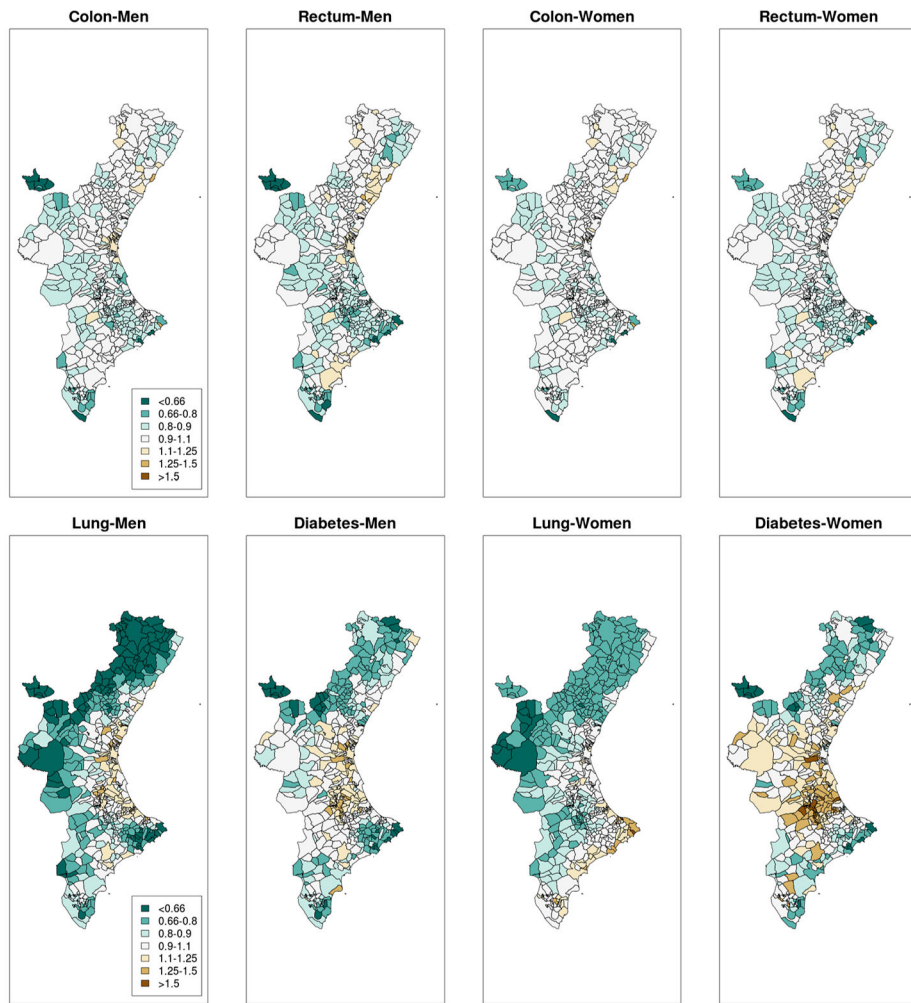 Colon-Men
Rectum-Men
Colon-Women
Rectum-Women
<0.66
0.66-0.8
0.8-0.9
0.9-1.1
1.1-1.25
1.25-1.5
>1.5
Lung-Men
Diabetes-Men
Lung-Women
Diabetes-Women
<0.66
0.66-0.8
0.8-0.9
0.9-1.1
1.1-1.25
1.25-1.5
>1.5